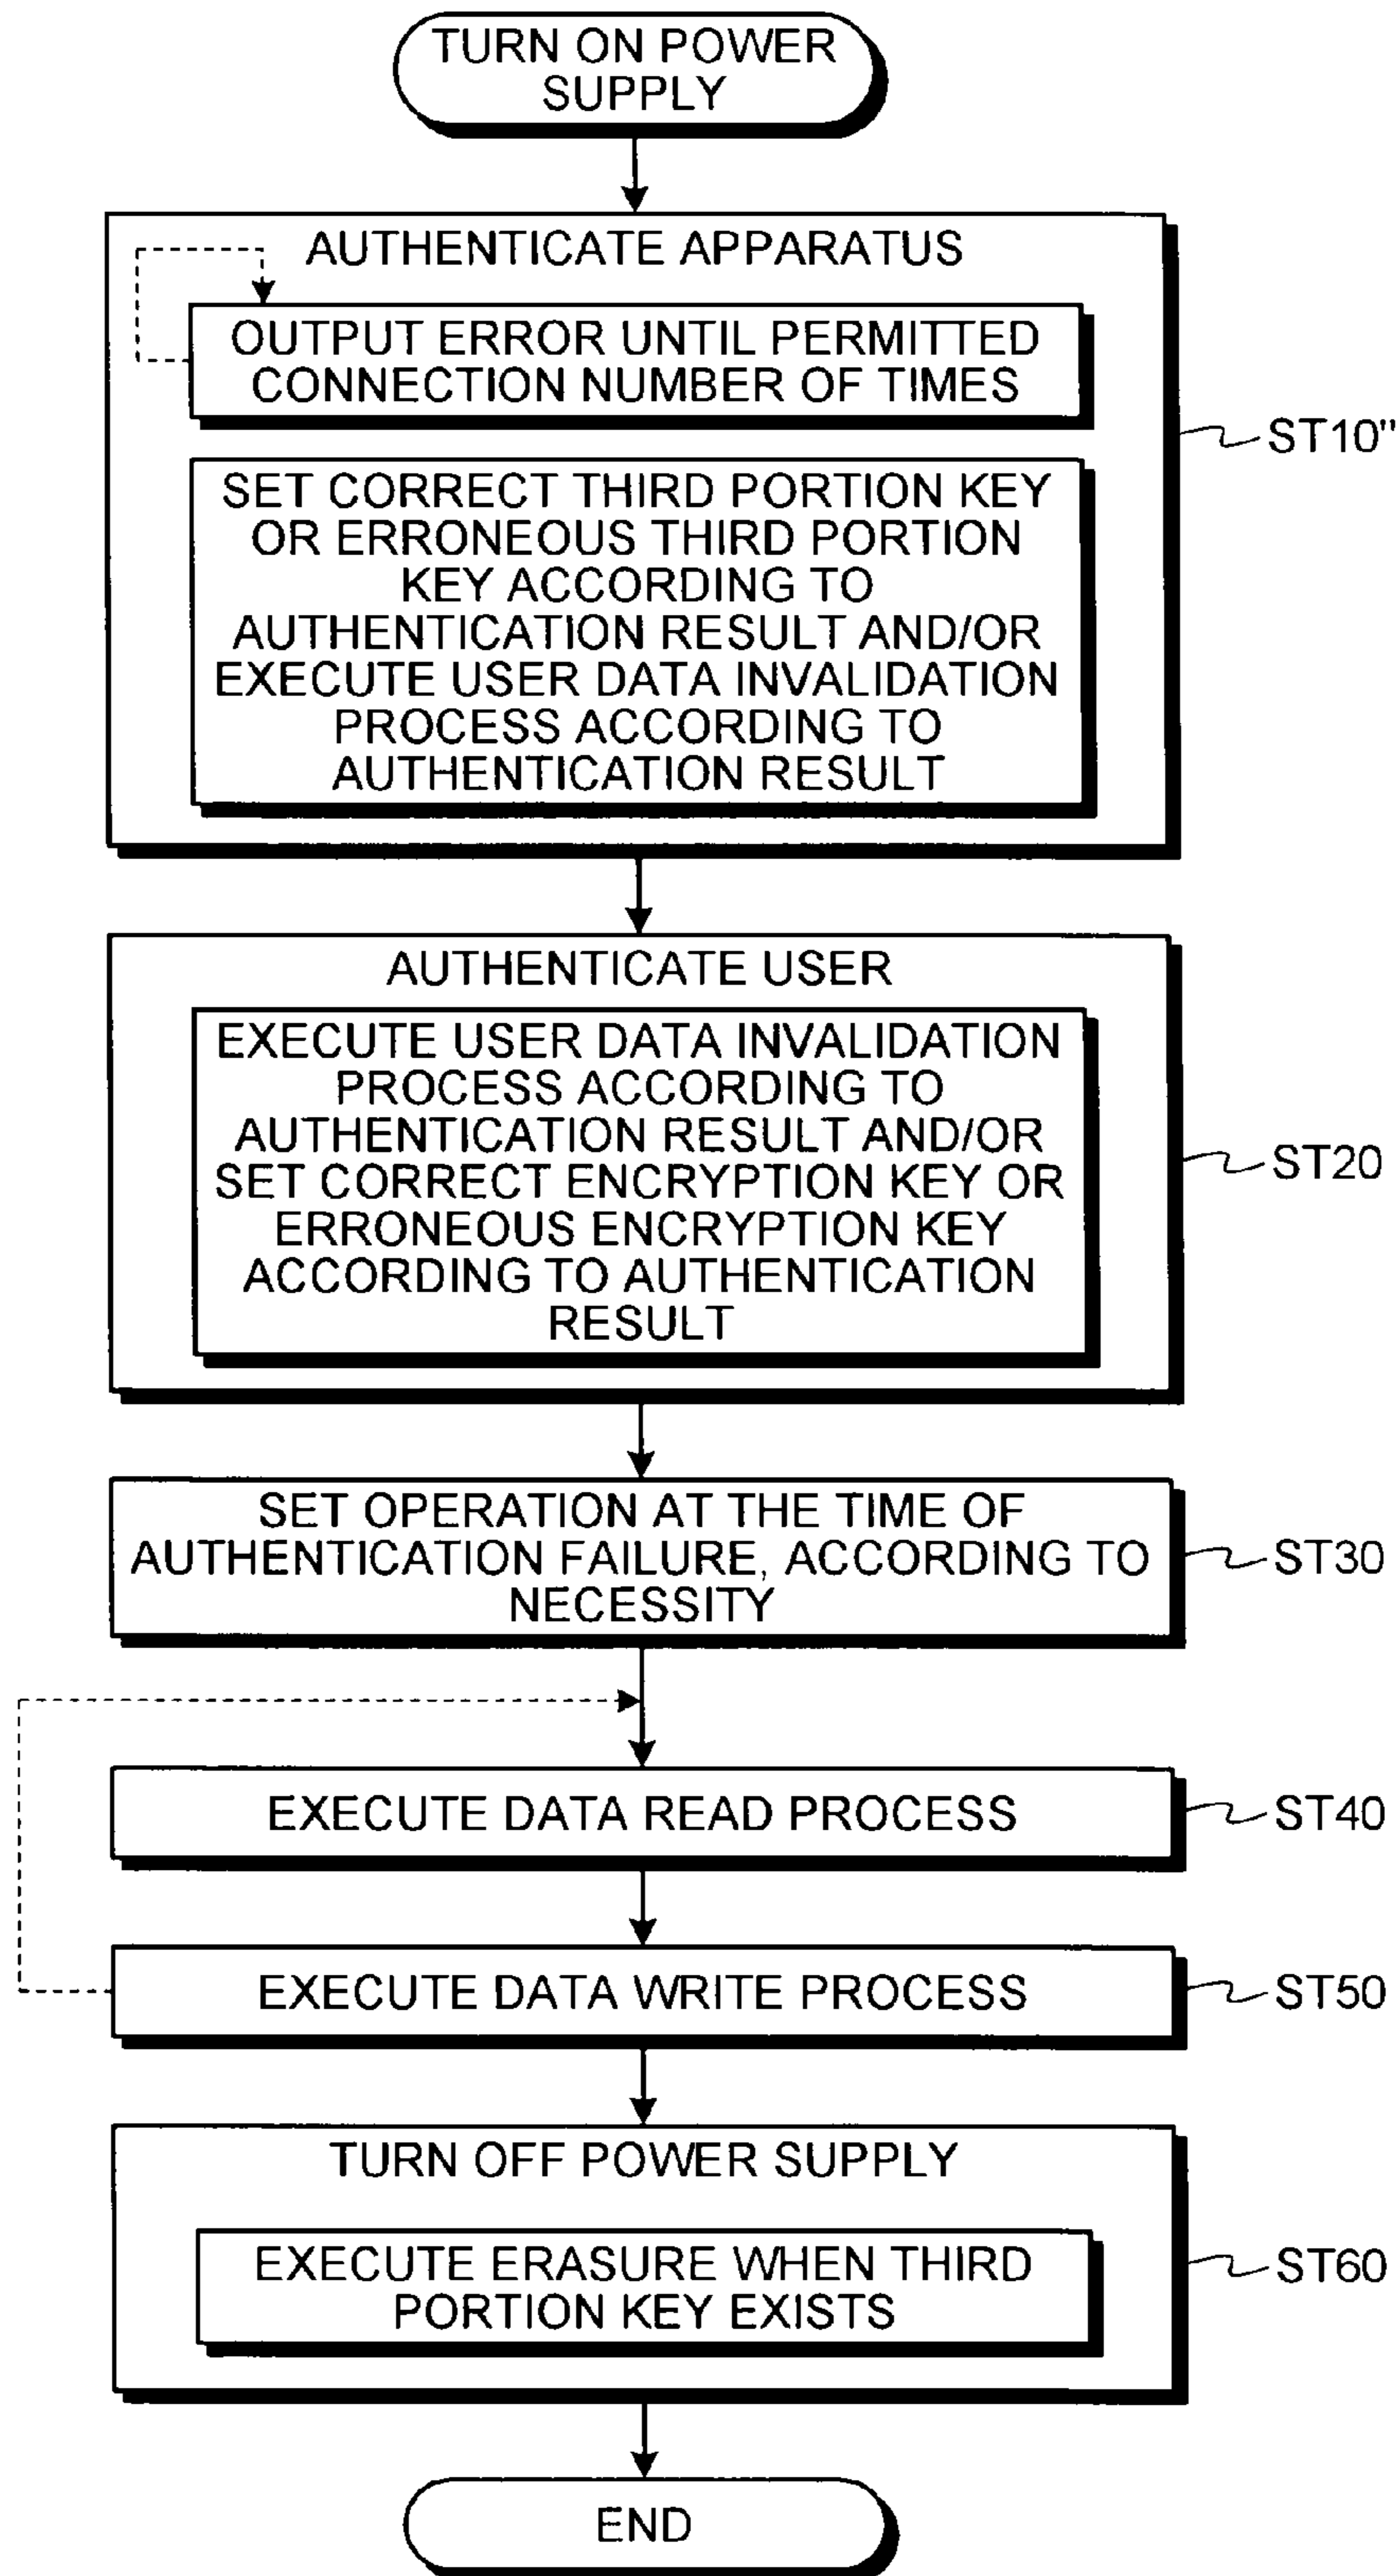 TURN ON POWER
SUPPLY
AUTHENTICATE APPARATUS
OUTPUT ERROR UNTIL PERMITTED
CONNECTION NUMBER OF TIMES
ST10"
SET CORRECT THIRD PORTION KEY
OR ERRONEOUS THIRD PORTION
KEY ACCORDING TO
AUTHENTICATION RESULT AND/OR
EXECUTE USER DATA INVALIDATION
PROCESS ACCORDING TO
AUTHENTICATION RESULT
AUTHENTICATE USER
EXECUTE USER DATA INVALIDATION
PROCESS ACCORDING TO
AUTHENTICATION RESULT AND/OR
SET CORRECT ENCRYPTION KEY OR
ERRONEOUS ENCRYPTION KEY
ACCORDING TO AUTHENTICATION
RESULT
ST20
SET OPERATION AT THE TIME OF
AUTHENTICATION FAILURE, ACCORDING TO
NECESSITY
ST30
EXECUTE DATA READ PROCESS
ST40
EXECUTE DATA WRITE PROCESS
ST50
TURN OFF POWER SUPPLY
EXECUTE ERASURE WHEN THIRD
PORTION KEY EXISTS
ST60
END